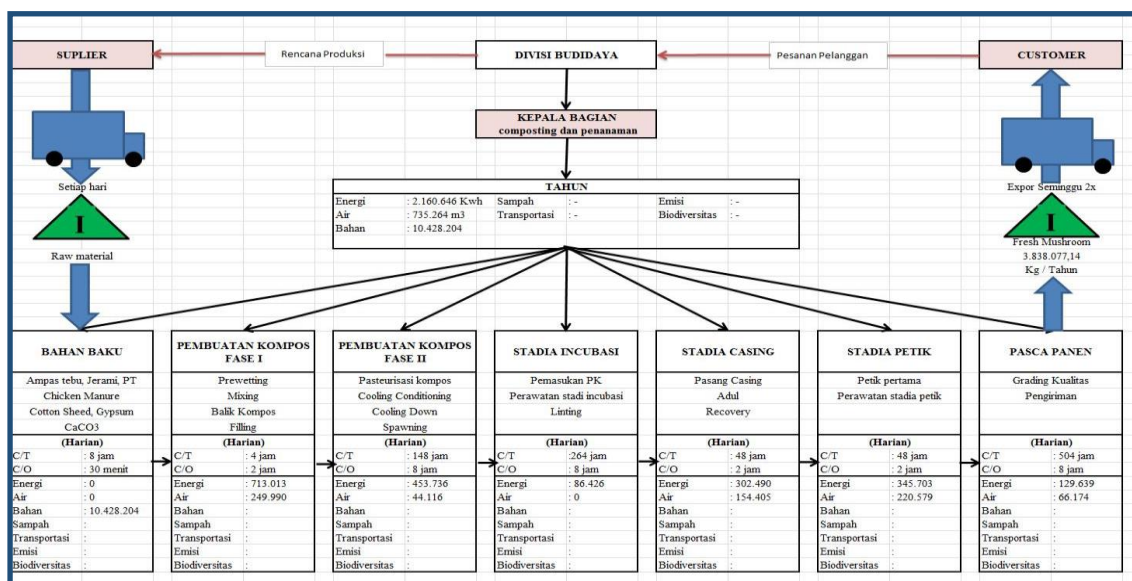 SUPLIER
Rencana Produksi
DIVISI BUDIDAYA
Pesanan Pelanggan
CUSTOMER
KEPALA BAGIAN
composting dan penanaman
Setiap hari
I
Raw material
TAHUN
Energi : 2.160.646 Kwh Sampah : - Emisi : -
Air : 735.264 m3 Transportasi : - Biodiversitas : -
Bahan : 10.428.204
Expor Seminggu 2x
I
Fresh Mushroom
3.838.077,14
Kg / Tahun
BAHAN BAKU
Ampas tebu, Jerami, PT
Chicken Manure
Cotton Sheed, Gypsum
CaCO3
(Harian)
C/T : 8 jam
C/O : 30 menit
Energi : 0
Air : 0
Bahan : 10.428.204
Sampah :
Transportasi :
Emisi :
Biodiversitas :
PEMBUATAN KOMPOS
FASE I
Prewetting
Mixing
Balik Kompos
Filling
(Harian)
C/T : 4 jam
C/O : 2 jam
Energi : 713.013
Air : 249.990
Bahan :
Sampah :
Transportasi :
Emisi :
Biodiversitas :
PEMBUATAN KOMPOS
FASE II
Pasteurisasi kompos
Cooling Conditioning
Cooling Down
Spawning
(Harian)
C/T : 148 jam
C/O : 8 jam
Energi : 453.736
Air : 44.116
Bahan :
Sampah :
Transportasi :
Emisi :
Biodiversitas :
STADIA INCUBASI
Pemasukan PK
Perawatan stadi incubasi
Linting
(Harian)
C/T :264 jam
C/O : 8 jam
Energi : 86.426
Air : 0
Bahan :
Sampah :
Transportasi :
Emisi :
Biodiversitas :
STADIA CASING
Pasang Casing
Adul
Recovery
(Harian)
C/T : 48 jam
C/O : 2 jam
Energi : 302.490
Air : 154.405
Bahan :
Sampah :
Transportasi :
Emisi :
Biodiversitas :
STADIA PETIK
Petik pertama
Perawatan stadia petik
(Harian)
C/T : 48 jam
C/O : 2 jam
Energi : 345.703
Air : 220.579
Bahan :
Sampah :
Transportasi :
Emisi :
Biodiversitas :
PASCA PANEN
Grading Kualitas
Pengiriman
(Harian)
C/T : 504 jam
C/O : 8 jam
Energi : 129.639
Air : 66.174
Bahan :
Sampah :
Transportasi :
Emisi :
Biodiversitas :